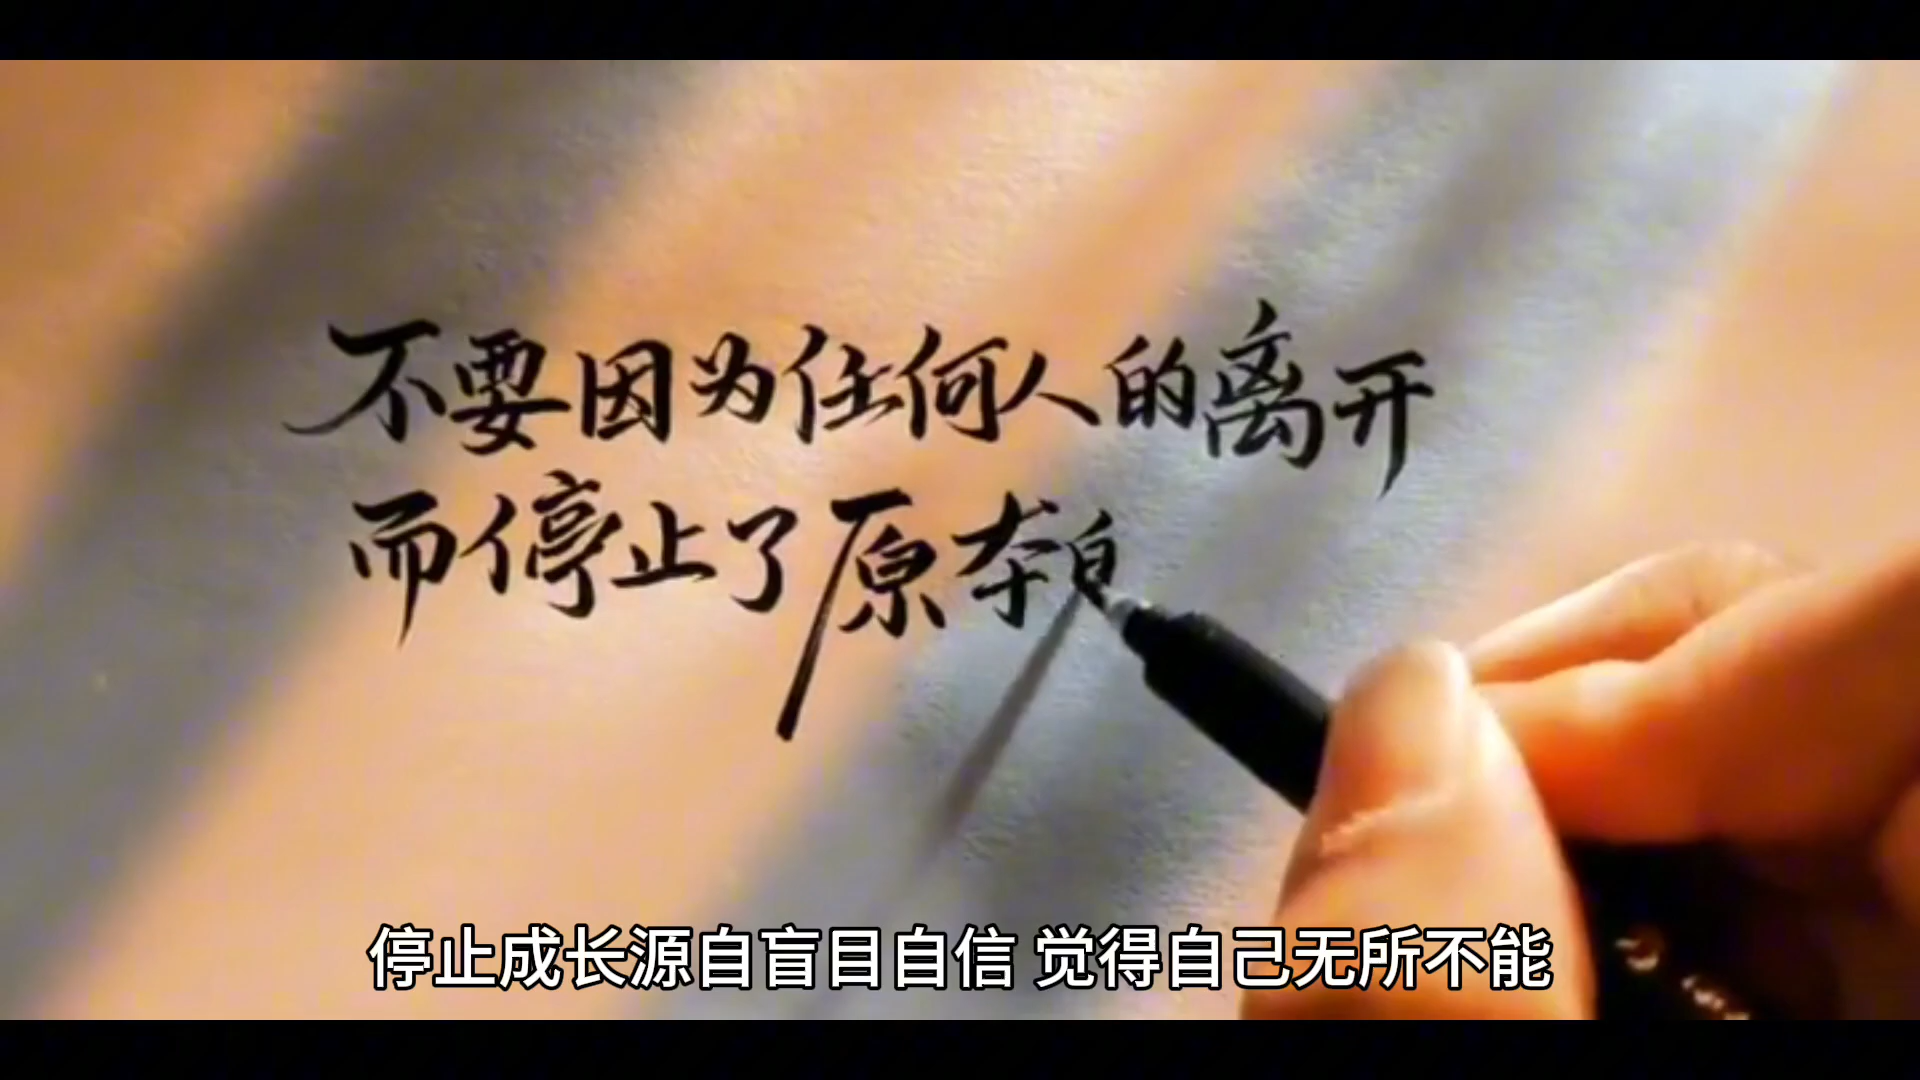 不要因为任何人的离开
而停止了原本
停止成长源自盲目自信 觉得自己无所不能